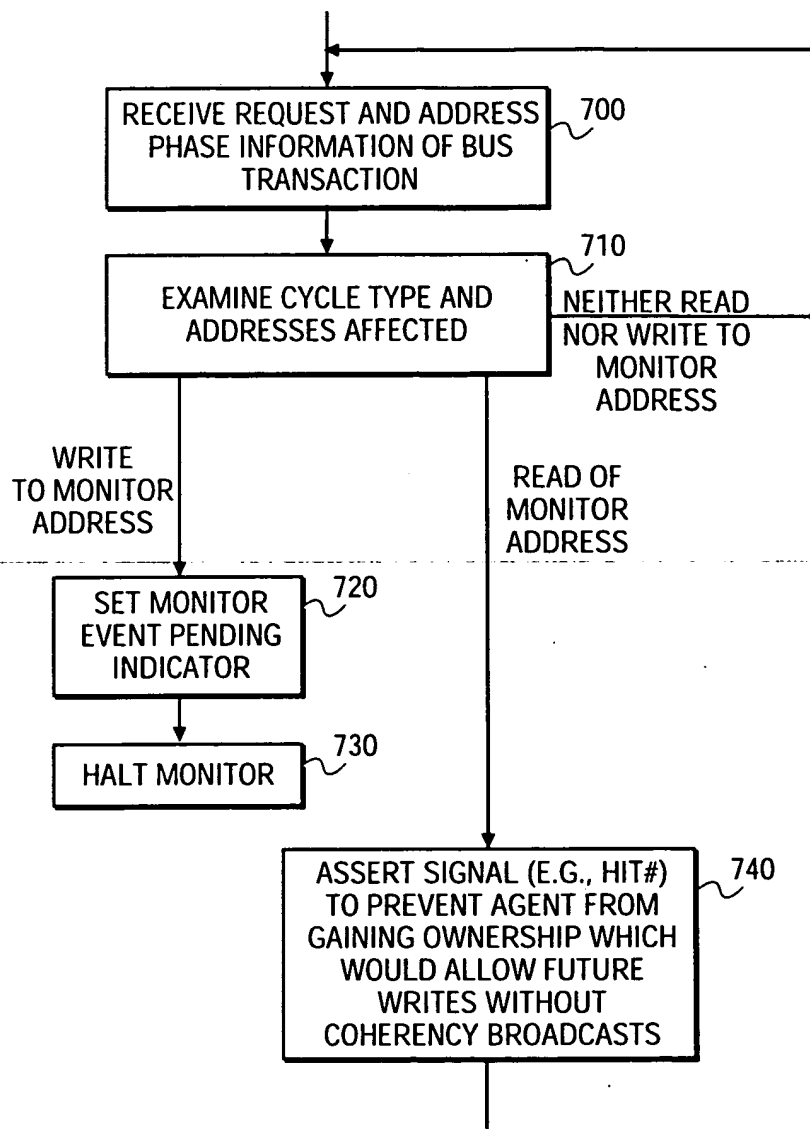 RECEIVE REQUEST AND ADDRESS
PHASE INFORMATION OF BUS
TRANSACTION
700
EXAMINE CYCLE TYPE AND
ADDRESSES AFFECTED
710
NEITHER READ
NOR WRITE TO
MONITOR
ADDRESS
WRITE
TO MONITOR
ADDRESS
READ OF
MONITOR
ADDRESS
SET MONITOR
EVENT PENDING
INDICATOR
720
HALT MONITOR
730
ASSERT SIGNAL (E.G., HIT#)
TO PREVENT AGENT FROM
GAINING OWNERSHIP WHICH
WOULD ALLOW FUTURE
WRITES WITHOUT
COHERENCY BROADCASTS
740